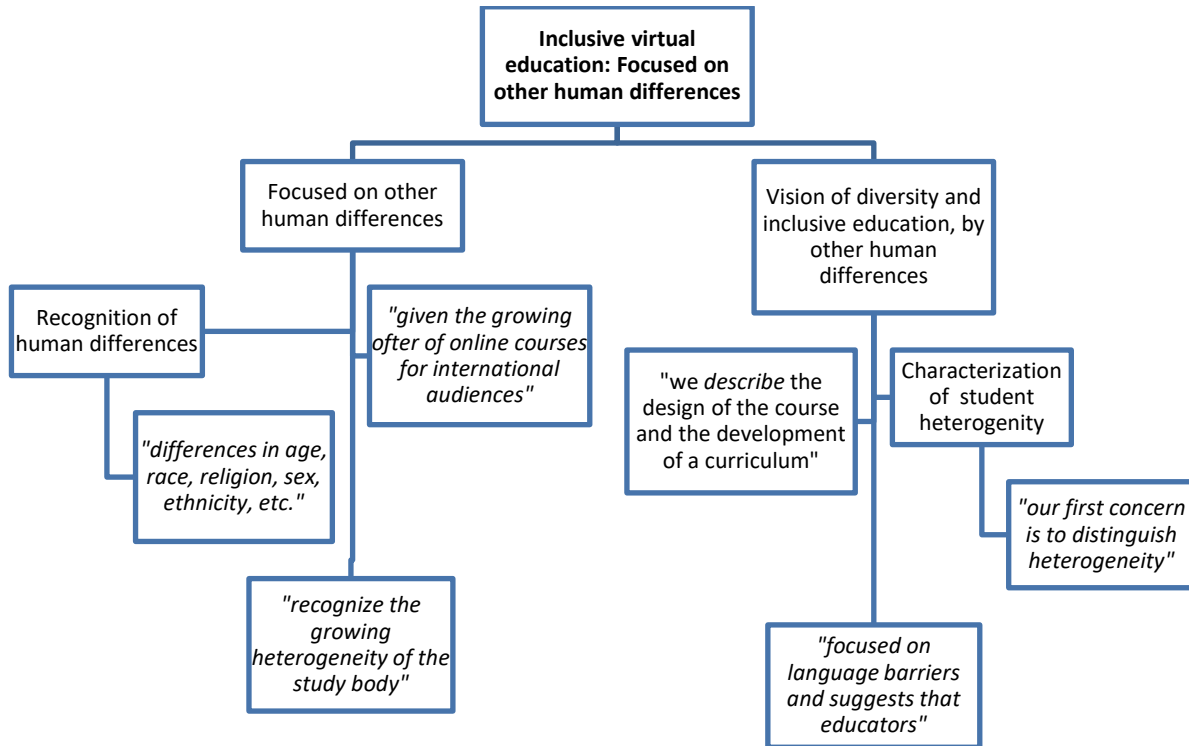 Inclusive virtual
education: Focused on
other human differences
Focused on other
human differences
Vision of diversity and
inclusive education, by
other human
differences
Recognition of
human differences
"given the growing
ofter of online courses
for international
audiences"
"we describe the
design of the course
and the development
of a curriculum"
Characterization
of student
heterogenity
"differences in age,
race, religion, sex,
ethnicity, etc."
"our first concern
is to distinguish
heterogeneity"
"recognize the
growing
heterogeneity of the
study body"
"focused on
language barriers
and suggests that
educators"